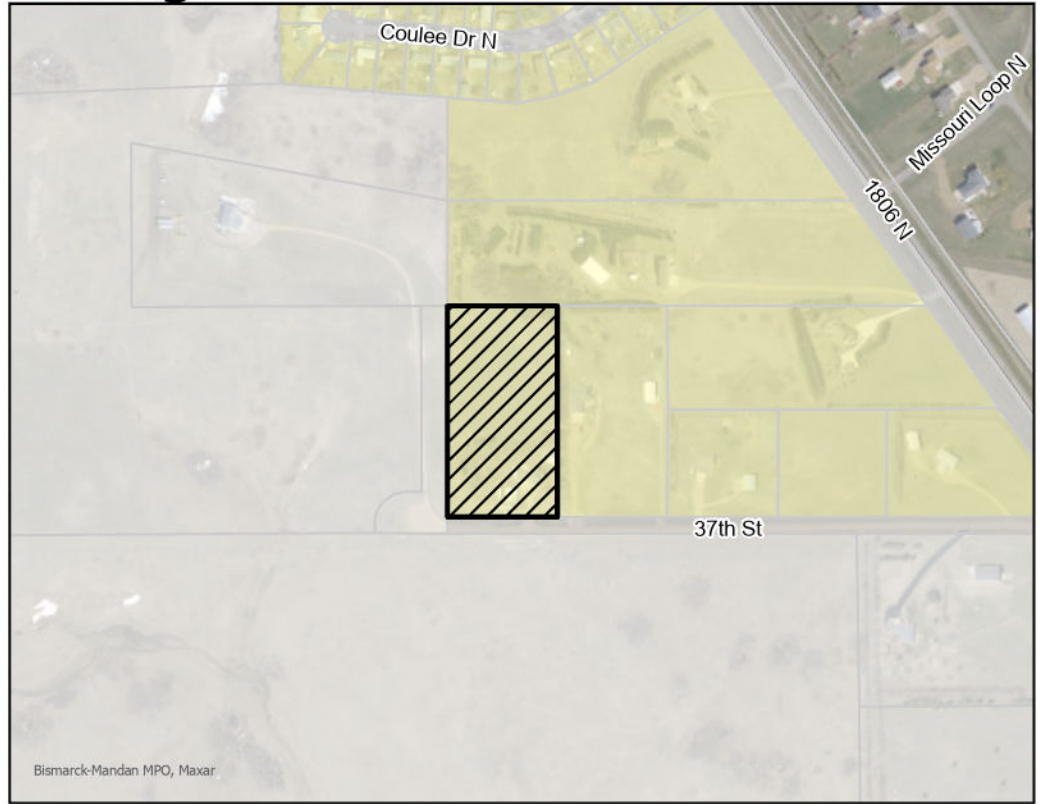 Coulee Dr N
Missouri Loop N
1806 N
37th St
Bismarck-Mandan MPO, Maxar